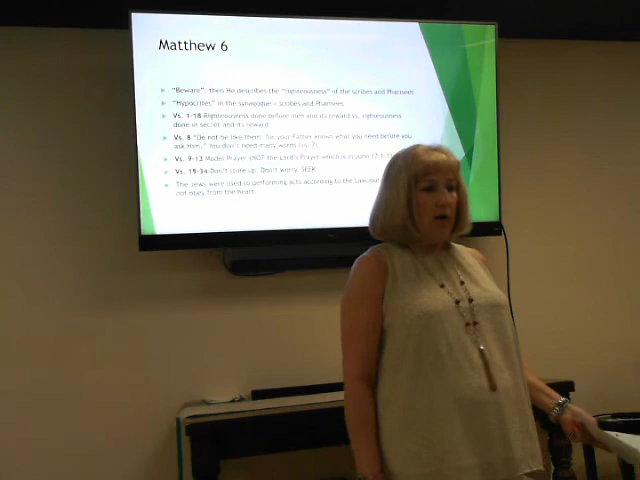 Matthew 6
"Beware"; then He describes the "righteousness" of the scribes and Pharisees
"Hypocrites" in the synagogue = scribes and Pharisees
Vs. 1-18 Righteousness done before men and its reward vs. righteousness
done in secret and its reward
Vs. 8 "Do not be like them; for your Father knows what you need before you
ask Him." You don't need many words (vs. 7)
Vs. 9-13 Model Prayer (NOT the Lord's Prayer which is in John 17:
Vs. 19-34 Don't store up. Don't worry. SEEK
The Jews were used to performing acts according to the Law, but
not obey from the heart.